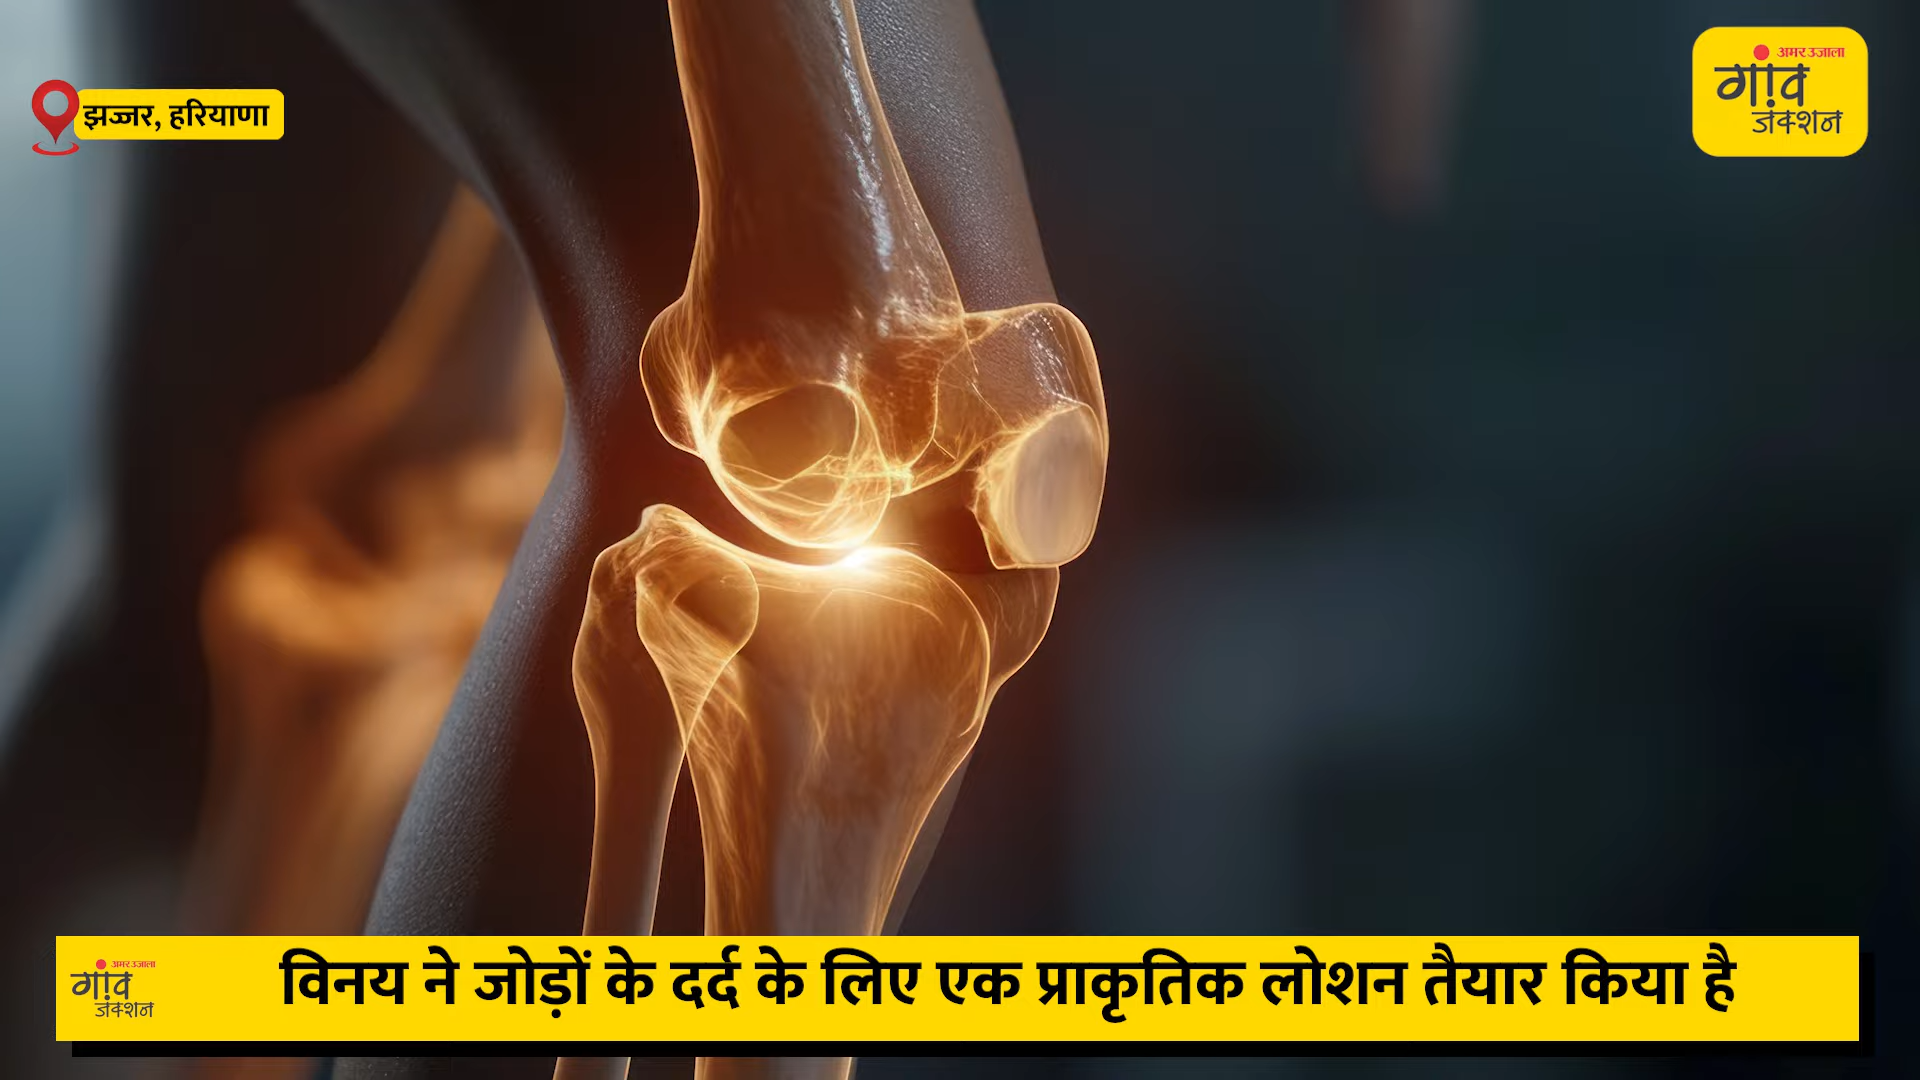 झज्जर, हरियाणा
अमर उजाला
गांव
जंक्शन
अमर उजाला
गांव
जंक्शन
विनय ने जोड़ों के दर्द के लिए एक प्राकृतिक लोशन तैयार किया है